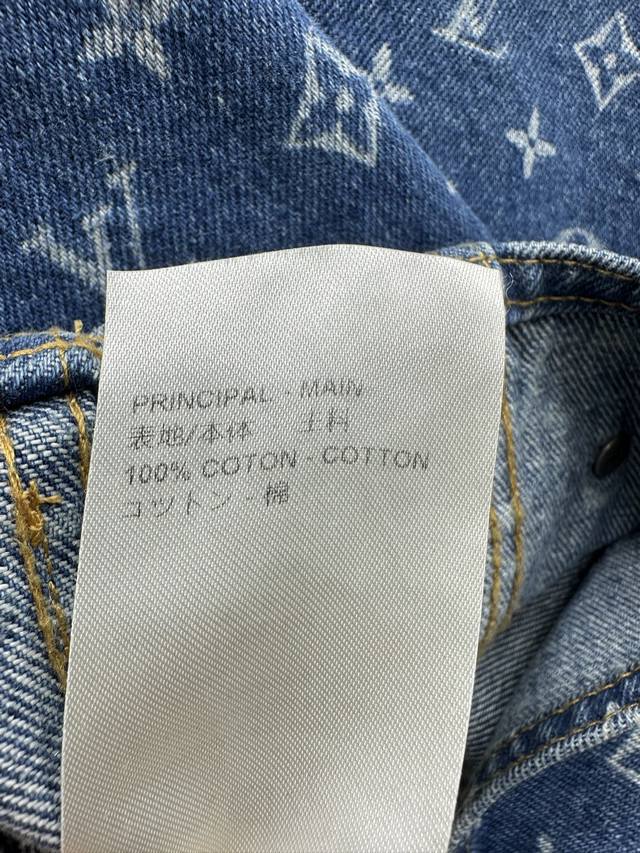 PRINCIPAL - MAIN
表地/本体 主料
100% COTON - COTTON
コットン - 棉